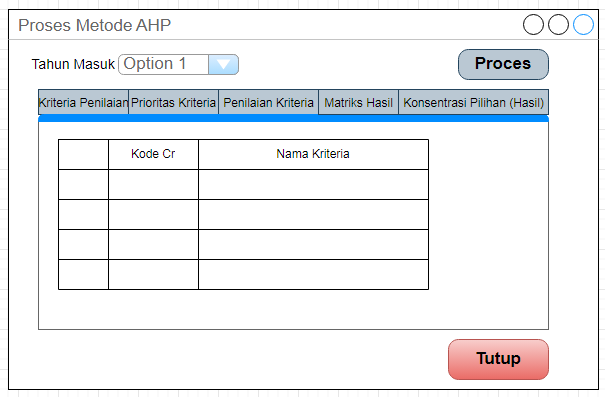 Proses Metode AHP
Tahun Masuk Option 1 Proces
Kriteria Penilaian Prioritas Kriteria Penilaian Kriteria Matriks Hasil Konsentrasi Pilihan (Hasil)
Kode Cr Nama Kriteria
Tutup